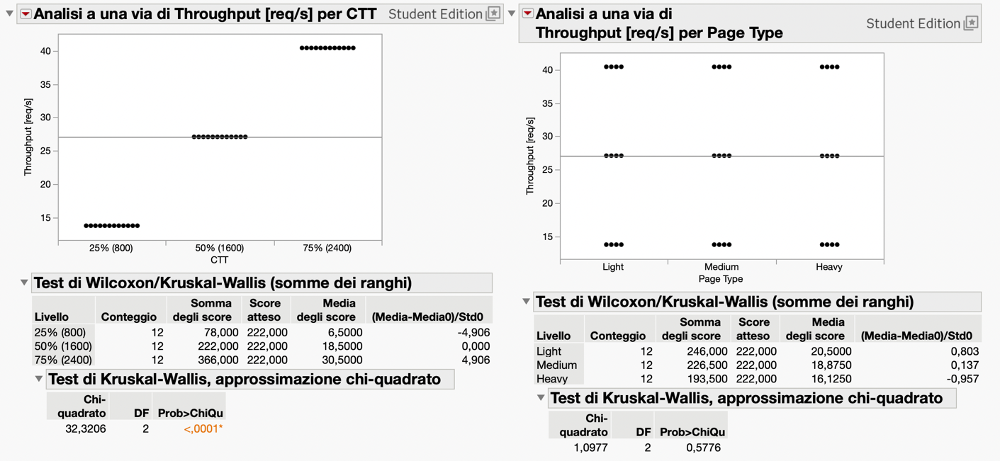 Analisi a una via di Throughput [req/s] per CTT Student Edition
40
35
30
25
20
15
Throughput [req/s]
25% (800) 50% (1600) 75% (2400)
CTT
Test di Wilcoxon/Kruskal-Wallis (somme dei ranghi)
Somma Score Media
Livello Conteggio degli score atteso degli score (Media-Media0)/Std0
25% (800) 12 78,000 222,000 6,5000 -4,906
50% (1600) 12 222,000 222,000 18,5000 0,000
75% (2400) 12 366,000 222,000 30,5000 4,906
Test di Kruskal-Wallis, approssimazione chi-quadrato
Chi-
quadrato DF Prob>ChiQu
32,3206 2 <,0001*
Analisi a una via di
Throughput [req/s] per Page Type
Student Edition
40
35
30
25
20
15
Throughput [req/s]
Light Medium Heavy
Page Type
Test di Wilcoxon/Kruskal-Wallis (somme dei ranghi)
Somma Score Media
Livello Conteggio degli score atteso degli score (Media-Media0)/Std0
Light 12 246,000 222,000 20,5000 0,803
Medium 12 226,500 222,000 18,8750 0,137
Heavy 12 193,500 222,000 16,1250 -0,957
Test di Kruskal-Wallis, approssimazione chi-quadrato
Chi-
quadrato DF Prob>ChiQu
1,0977 2 0,5776